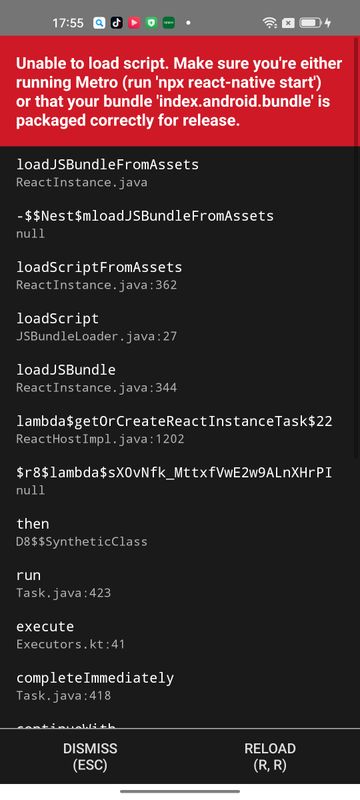 17:55
Unable to load script. Make sure you're either
running Metro (run 'npx react-native start')
or that your bundle 'index.android.bundle' is
packaged correctly for release.
loadJSBundleFromAssets
ReactInstance.java
-$$Nest$mloadJSBundleFromAssets
null
loadScriptFromAssets
ReactInstance.java:362
loadScript
JSBundleLoader.java:27
loadJSBundle
ReactInstance.java:344
lambda$getOrCreateReactInstanceTask$22
ReactHostImpl.java:1202
$r8$lambda$sXOvNfk_MttxfVwE2w9ALnXHrPI
null
then
D8$$SyntheticClass
run
Task.java:423
execute
Executors.kt:41
completeImmediately
Task.java:418
continueWith
DISMISS
(ESC)
RELOAD
(R, R)